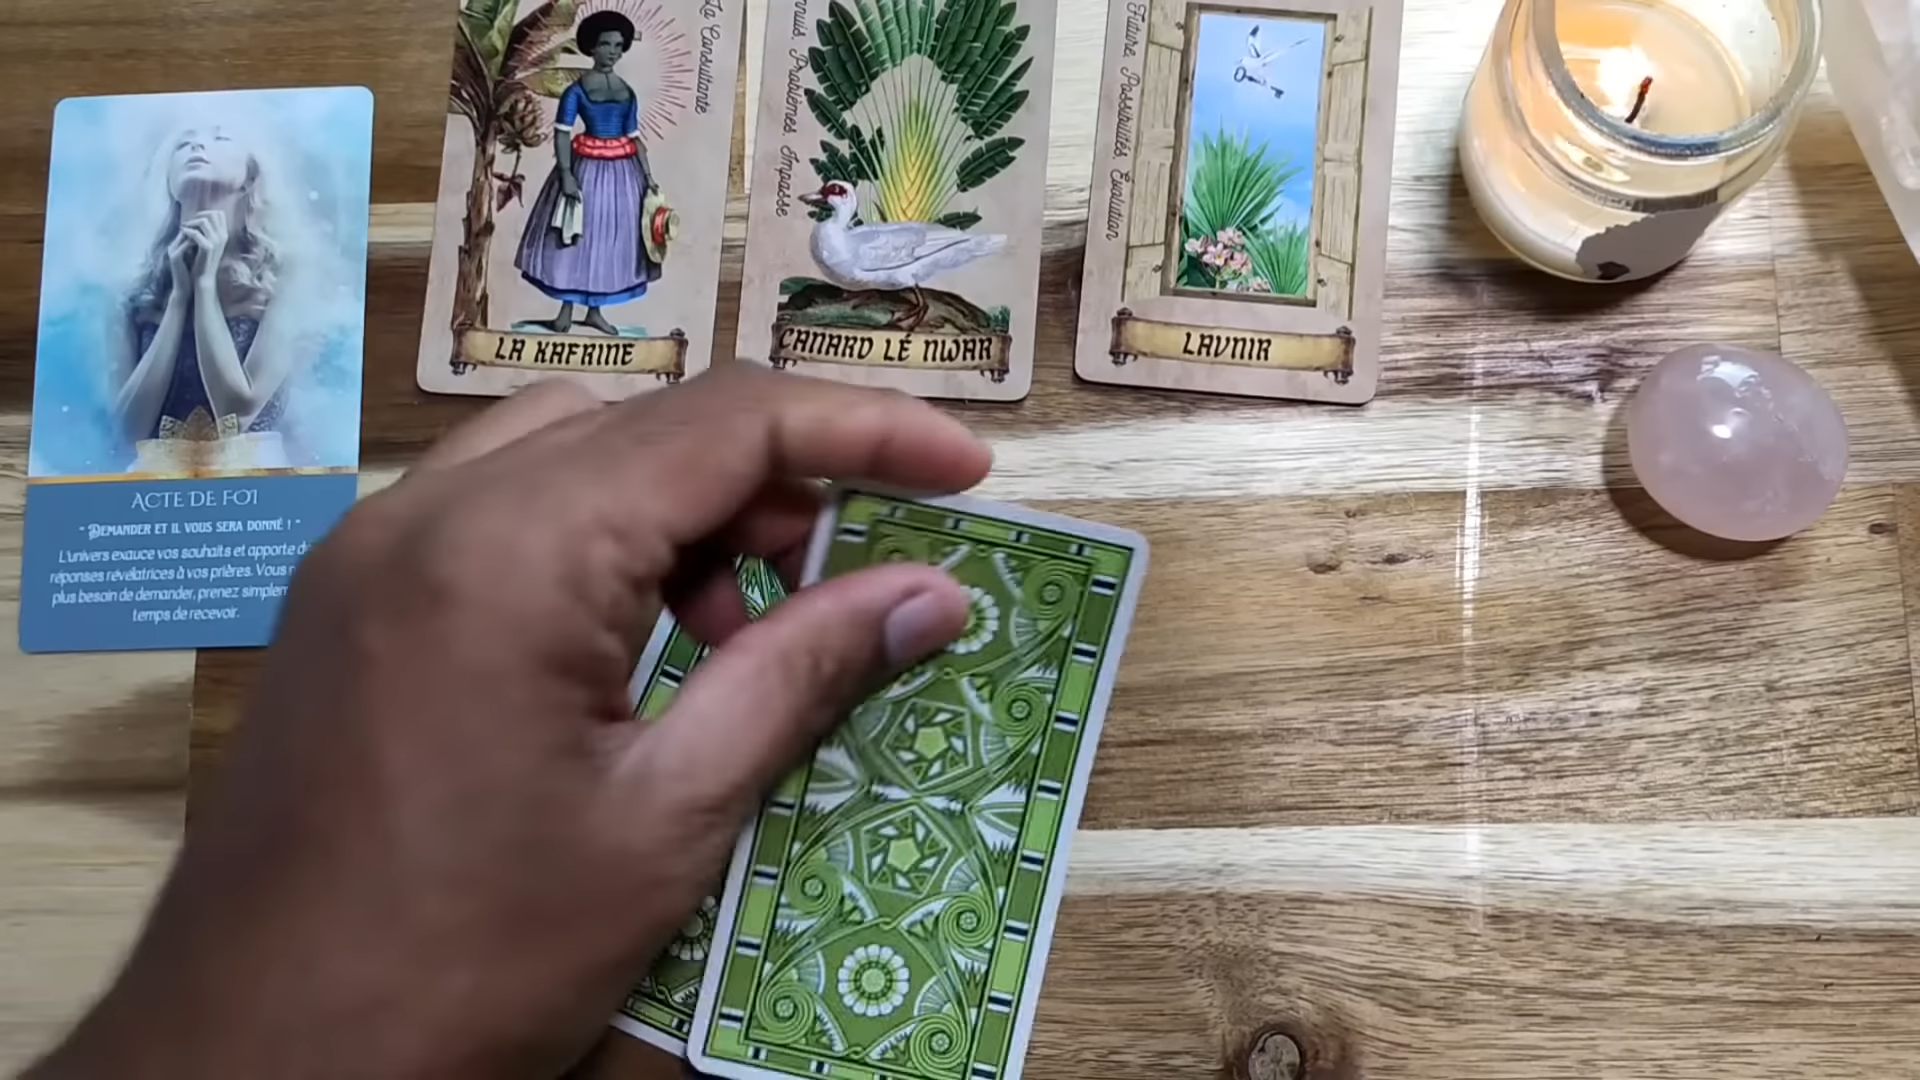 La Consultante
Problèmes, Impasse
Future, Possibilités, Évolution
LA KAFRINE
CANARD LÉ NWAR
LAVNIR
ACTE DE FOI
" DEMANDER ET IL VOUS SERA DONNÉ ! "
L'univers exauce vos souhaits et apporte
réponses révélatrices à vos prières. Vous
plus besoin de demander, prenez
temps de recevoir.